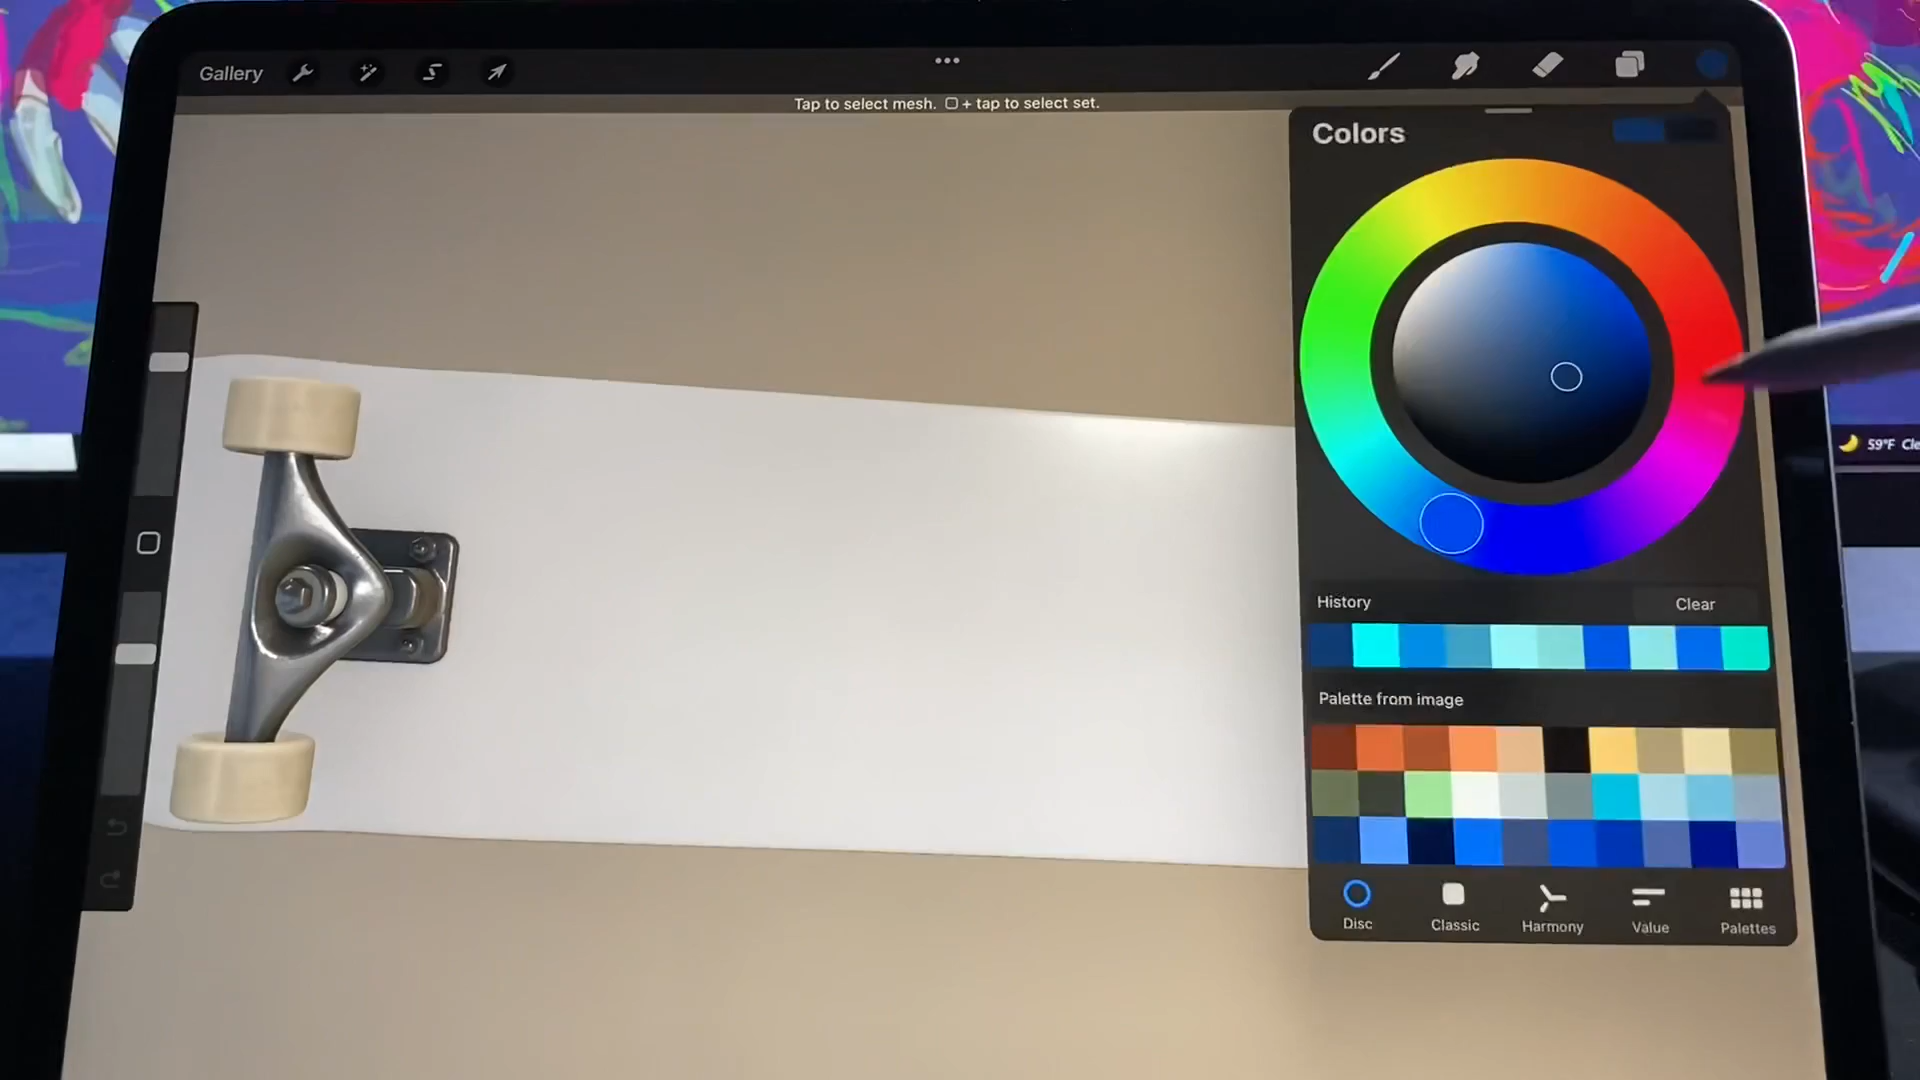 Gallery
Tap to select mesh. + tap to select set.
Colors
59°F Cle
History
Clear
Palette from image
Disc
Classic
Harmony
Value
Palettes